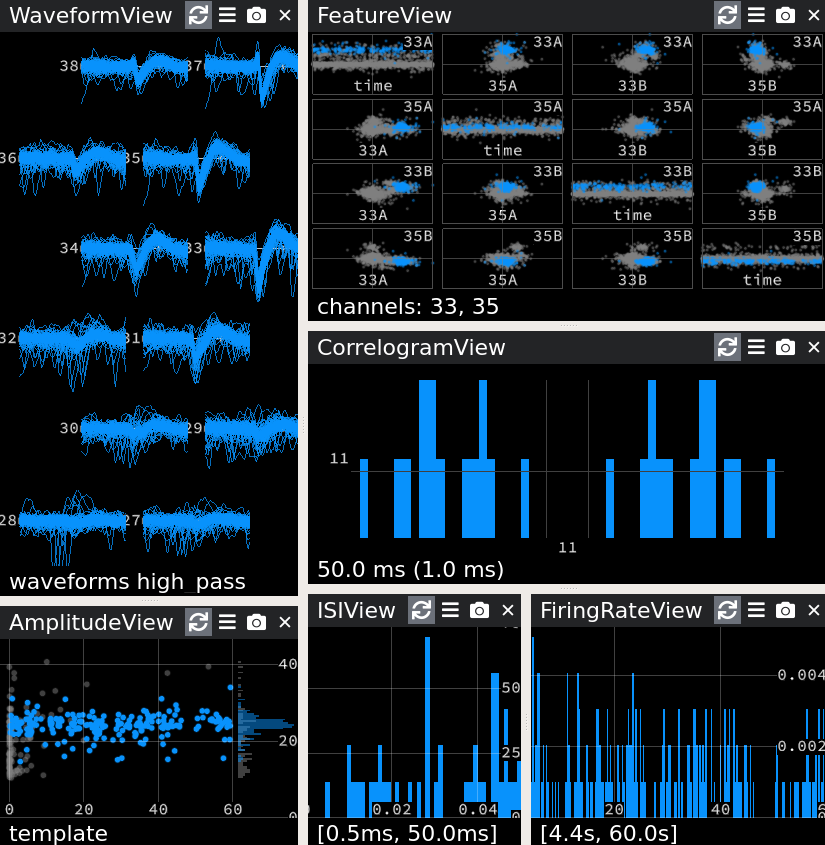 WaveformView
38 37
36 35
34 33
32 31
30 29
28 27
waveforms high_pass
FeatureView
33A 33A 33A 33A
time 35A 33B 35B
35A 35A 35A 35A
33A time 33B 35B
33B 33B 33B 33B
33A 35A time 35B
35B 35B 35B 35B
33A 35A 33B time
channels: 33, 35
CorrelogramView
11
11
50.0 ms (1.0 ms)
AmplitudeView
40
20
0
0 20 40 60
template
ISIView
50
25
0.02 0.04
0
[0.5ms, 50.0ms]
FiringRateView
0.004
0.002
20 40
[4.4s, 60.0s]